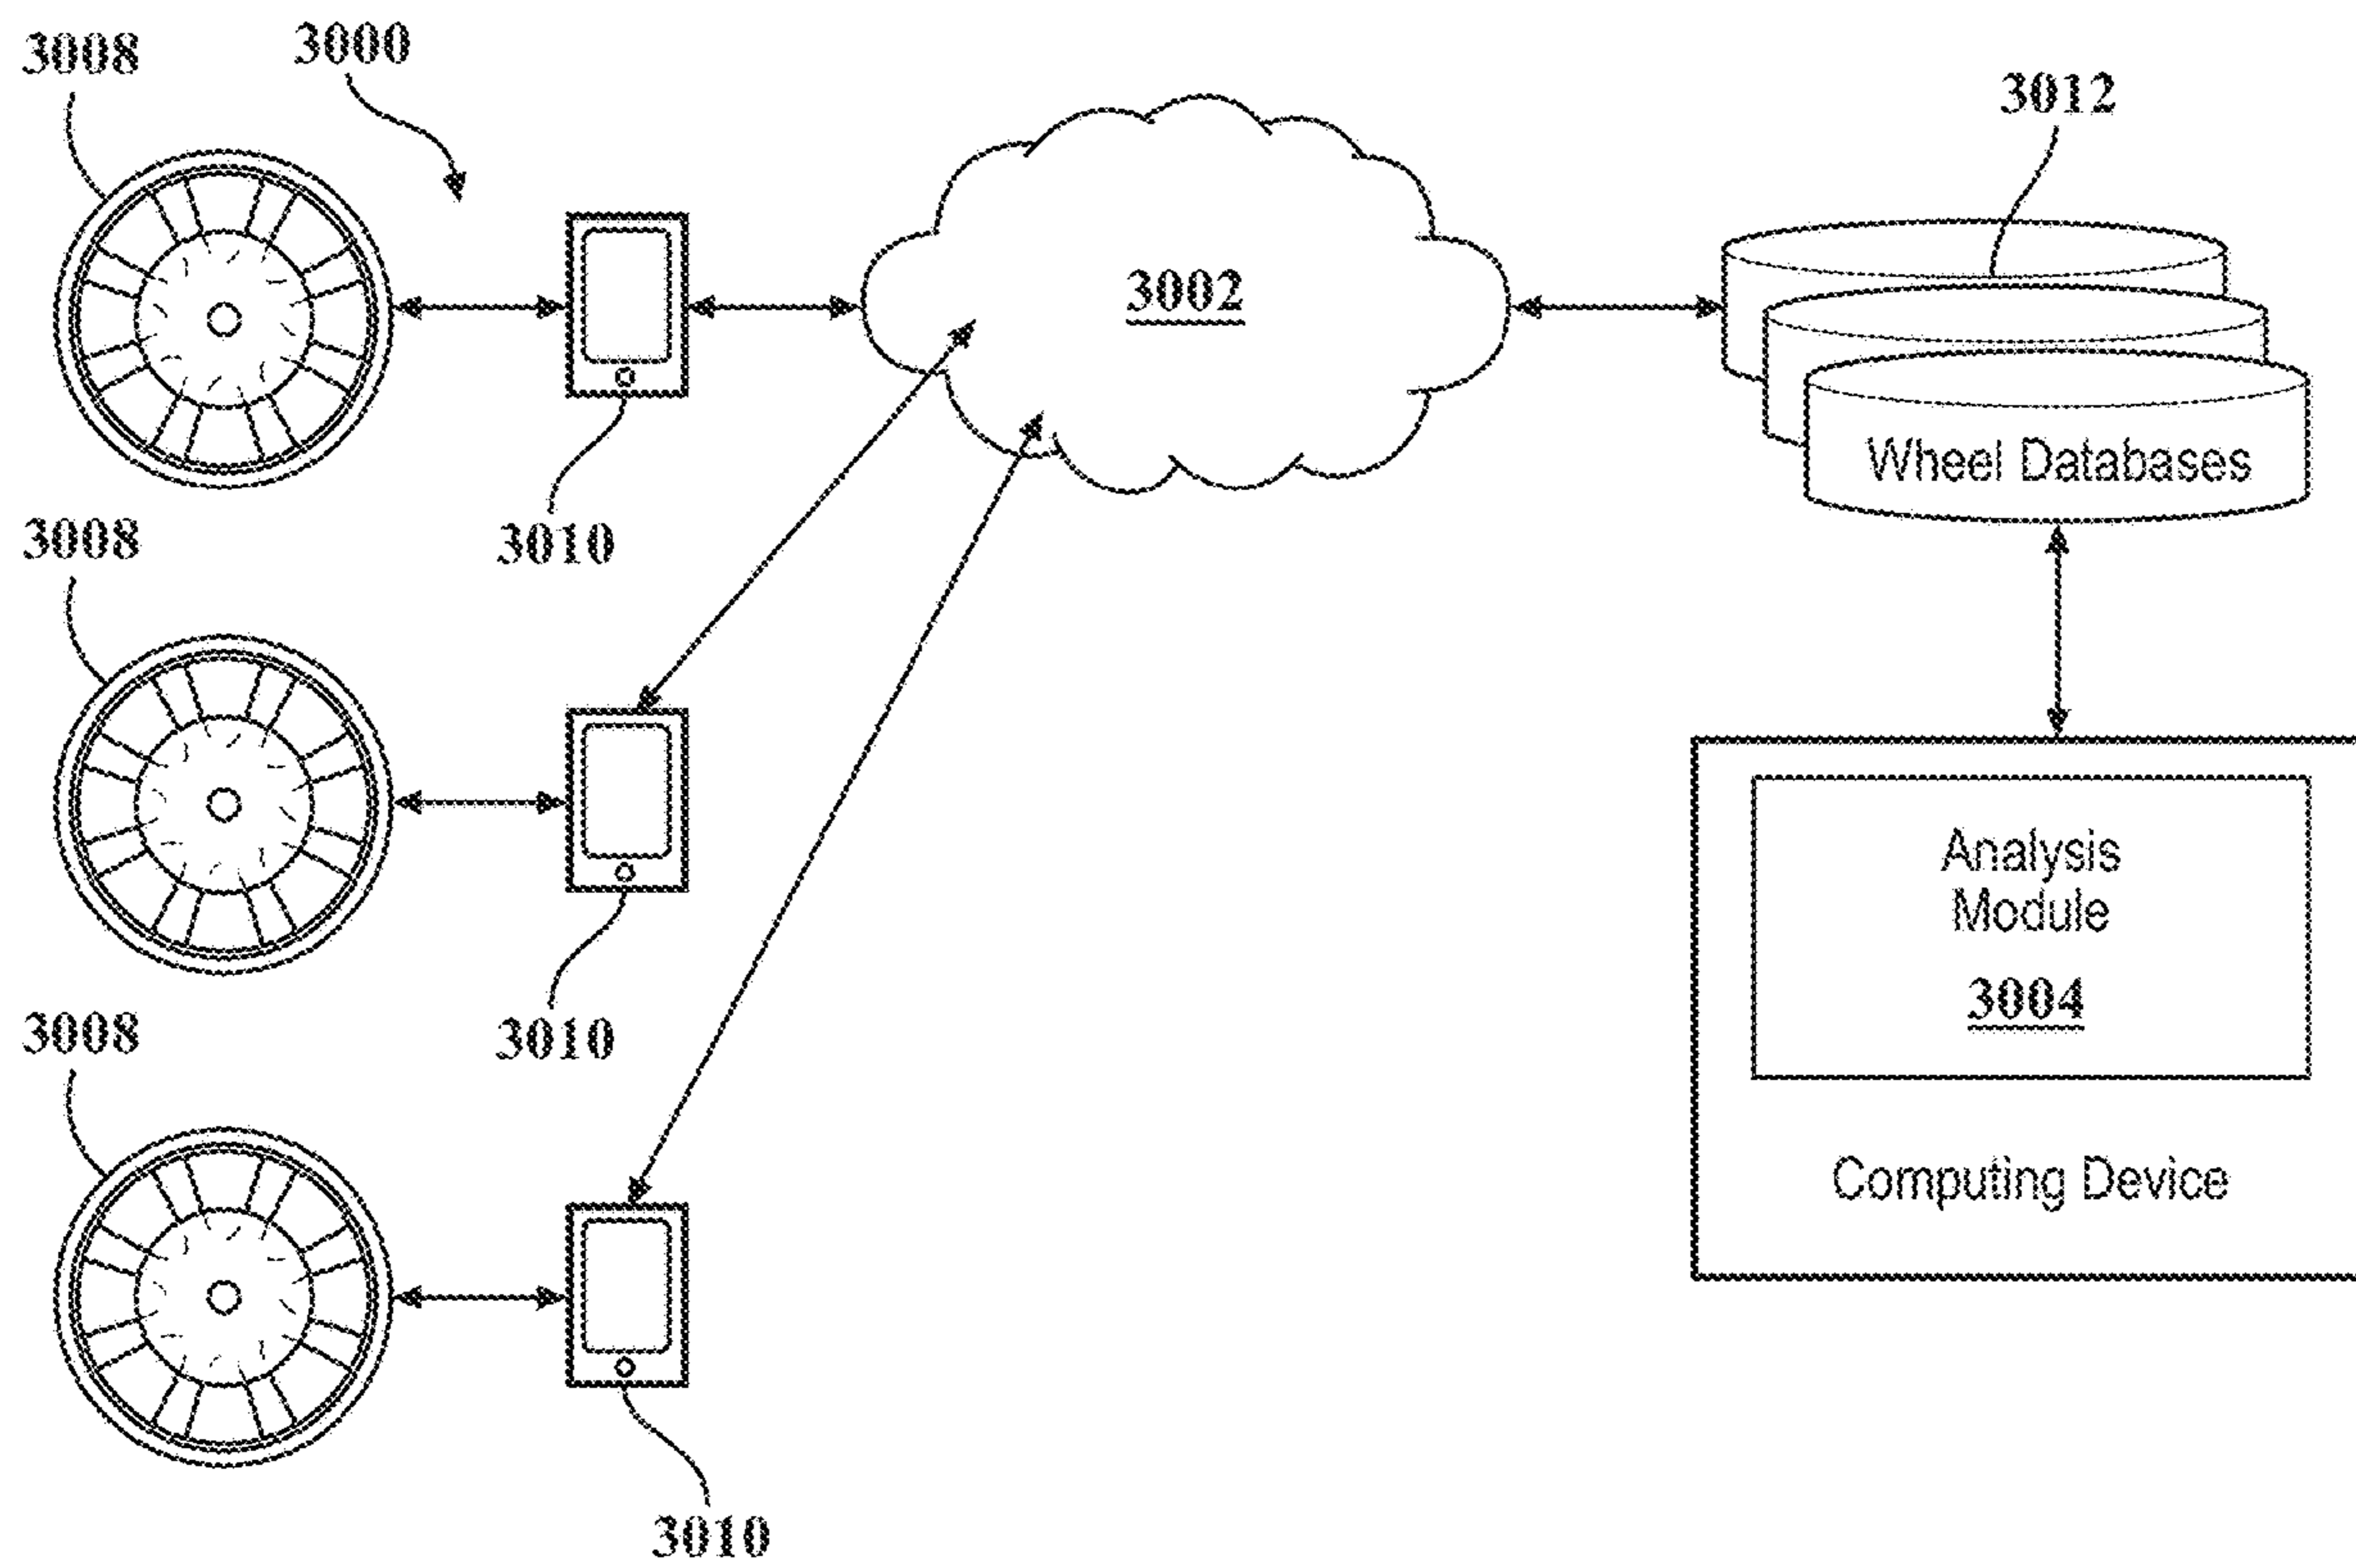 3008
3000
3012
3002
3010
Wheel Databases
3008
3010
Analysis
Module
3004
3008
Computing Device
3010